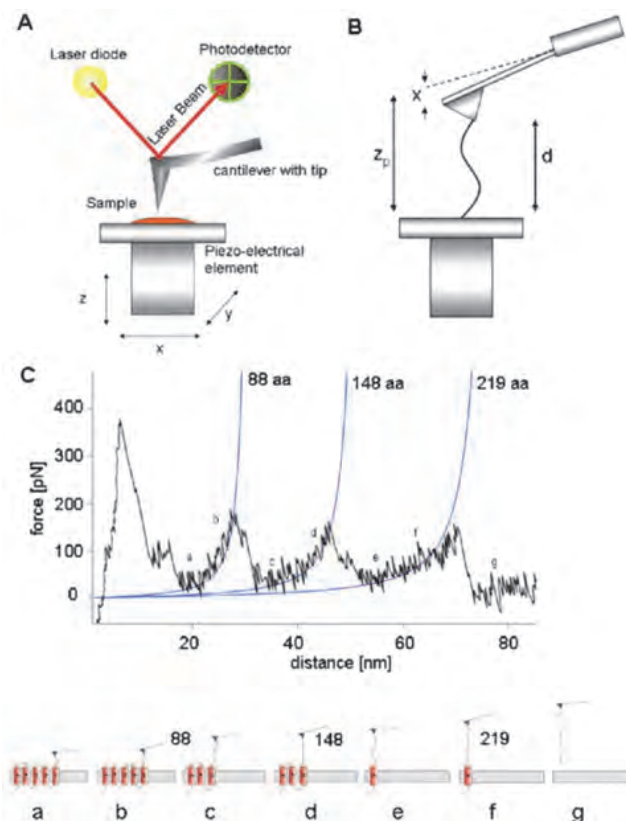 A
Laser diode
Photodetector
Laser Beam
cantilever with tip
Sample
Piezo-electrical
element
z
y
x
B
x
zp
d
C
88 aa
148 aa
219 aa
400
300
200
100
0
force [pN]
a
b
c
d
e
f
g
20
40
60
80
distance [nm]
88
148
219
a
b
c
d
e
f
g